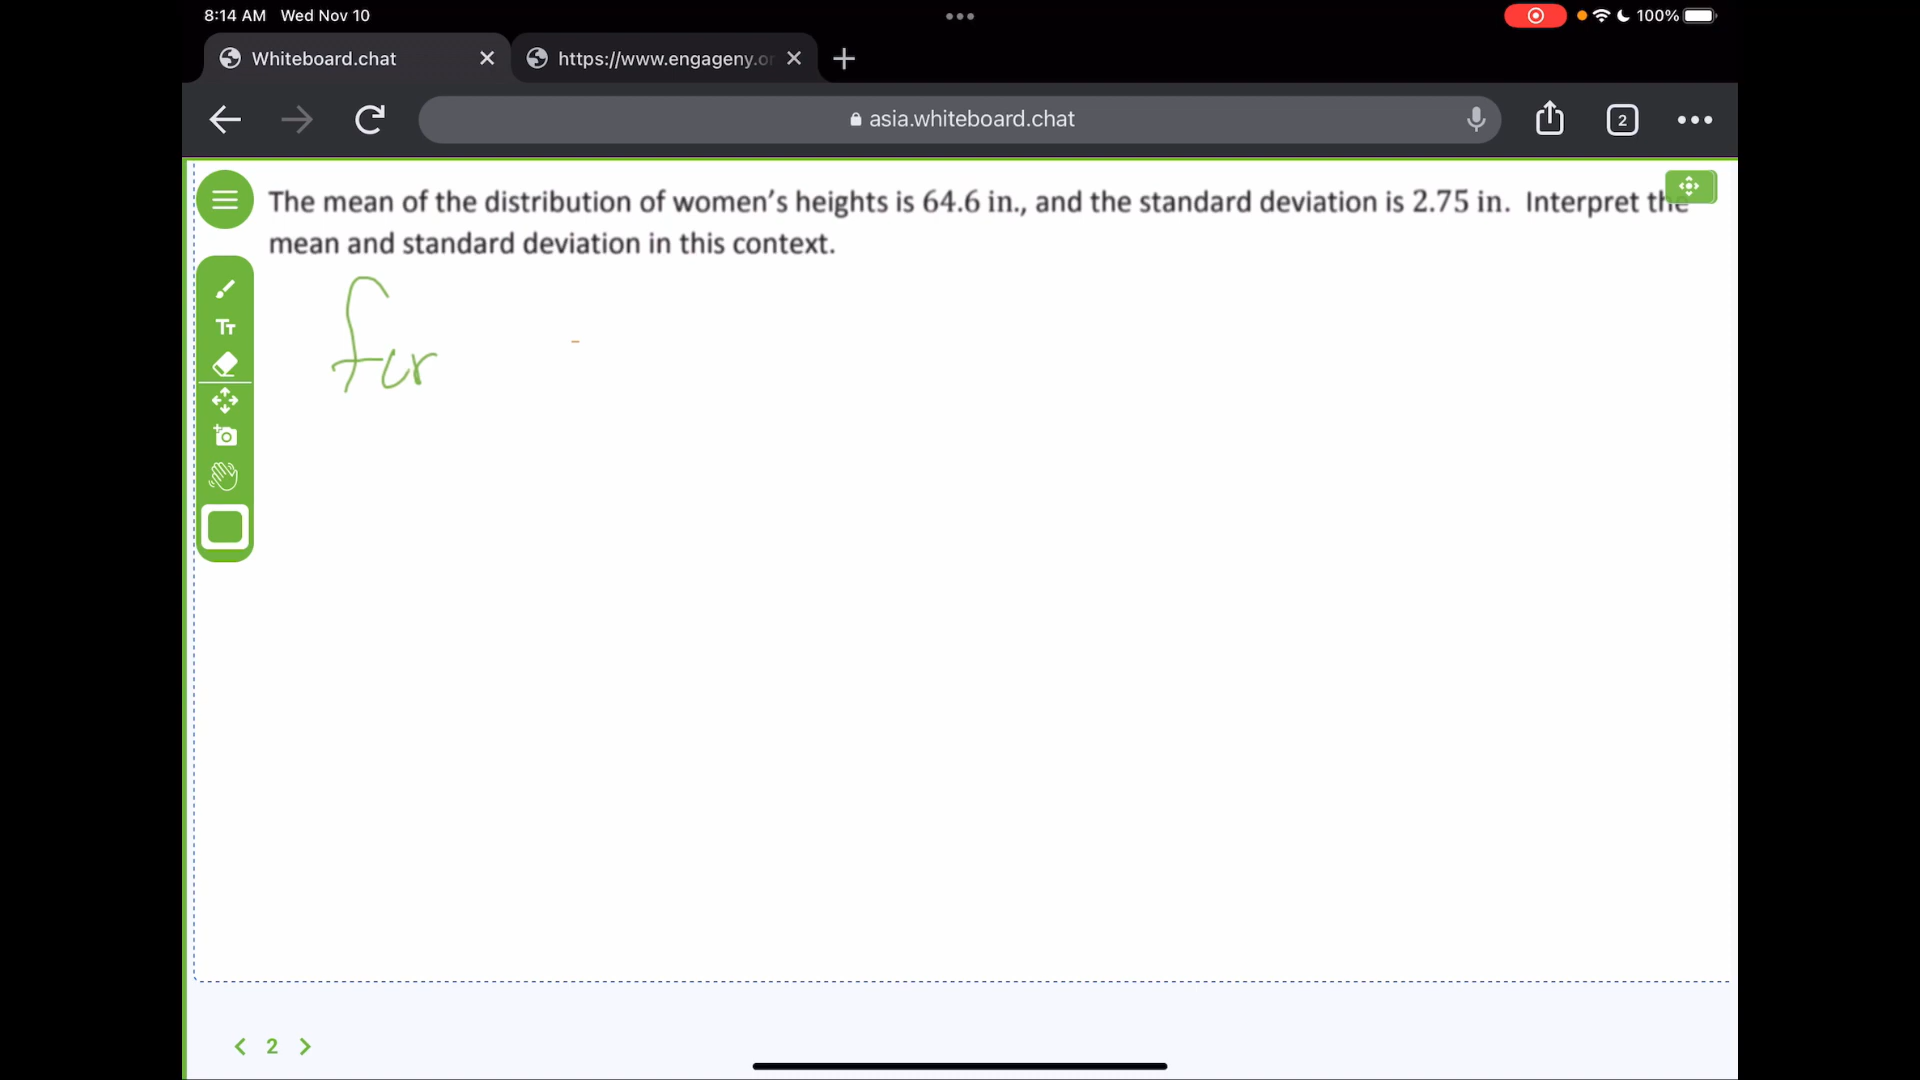 8:14 AM Wed Nov 10
100%
Whiteboard.chat
https://www.engageny.o
asia.whiteboard.chat
2
The mean of the distribution of women's heights is 64.6 in., and the standard deviation is 2.75 in. Interpret the
mean and standard deviation in this context.
for
2